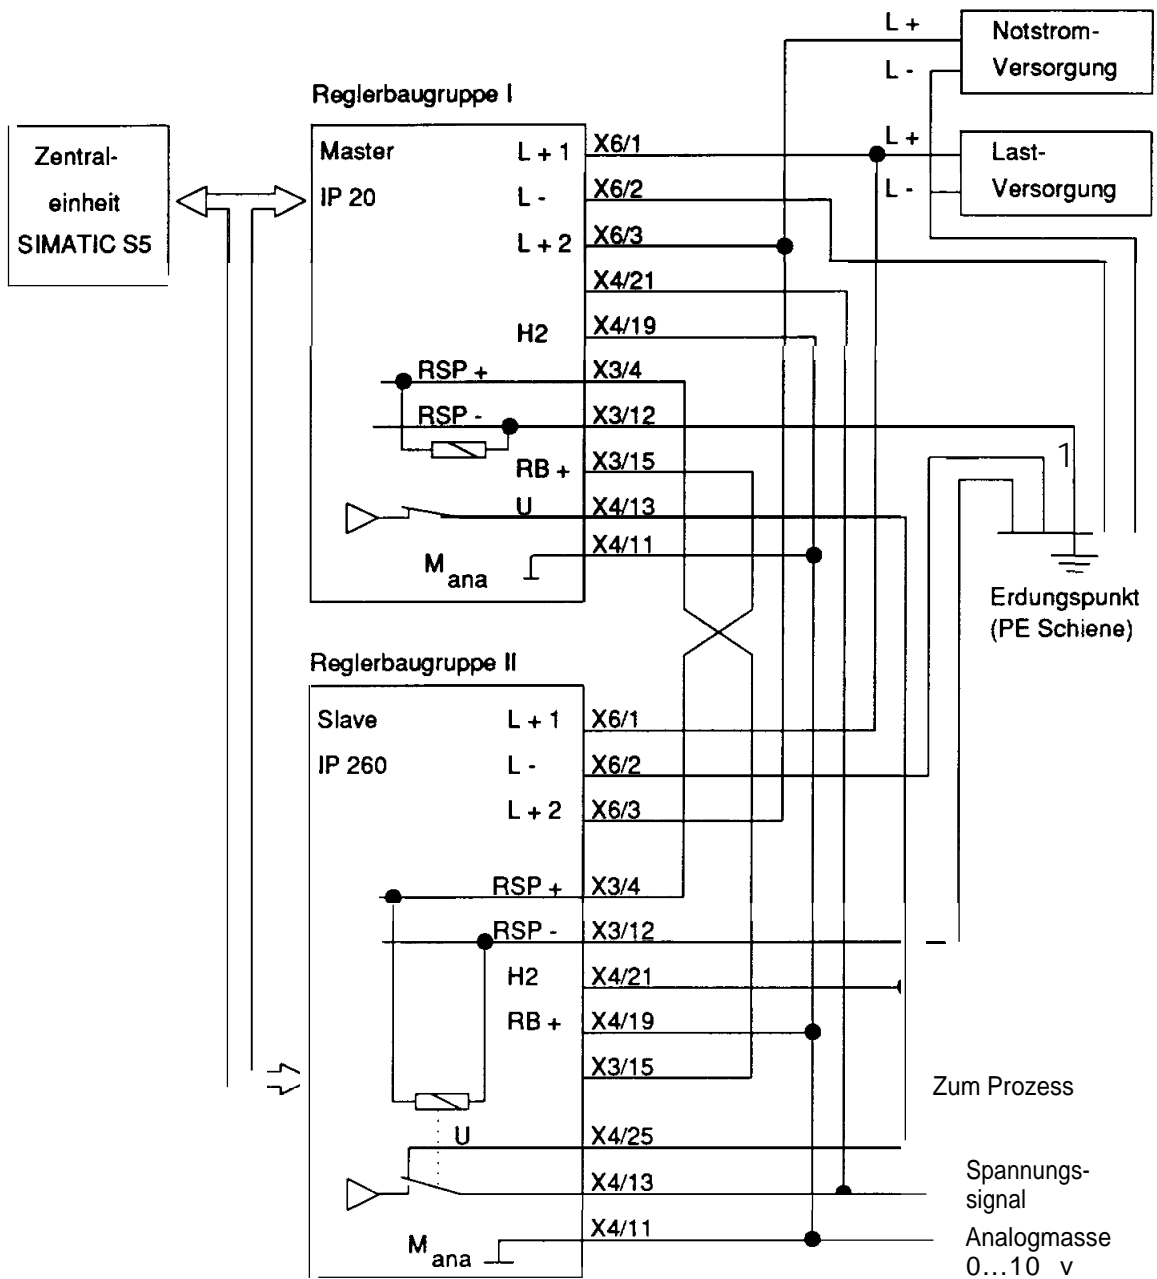 L +
Notstrom-
L -
Versorgung
Reglerbaugruppe I
Zentral-
einheit
SIMATIC S5
Master
IP 20
L + 1
X6/1
L +
Last-
L -
X6/2
L -
Versorgung
L + 2
X6/3
X4/21
H2
X4/19
RSP +
X3/4
RSP -
X3/12
1
RB +
X3/15
U
X4/13
X4/11
M ana
Erdungspunkt
(PE Schiene)
Reglerbaugruppe II
Slave
L + 1
X6/1
IP 260
L -
X6/2
L + 2
X6/3
RSP +
X3/4
RSP -
X3/12
H2
X4/21
RB +
X4/19
X3/15
Zum Prozess
U
X4/25
X4/13
Spannungs-
signal
X4/11
M ana
Analogmasse
0...10 v